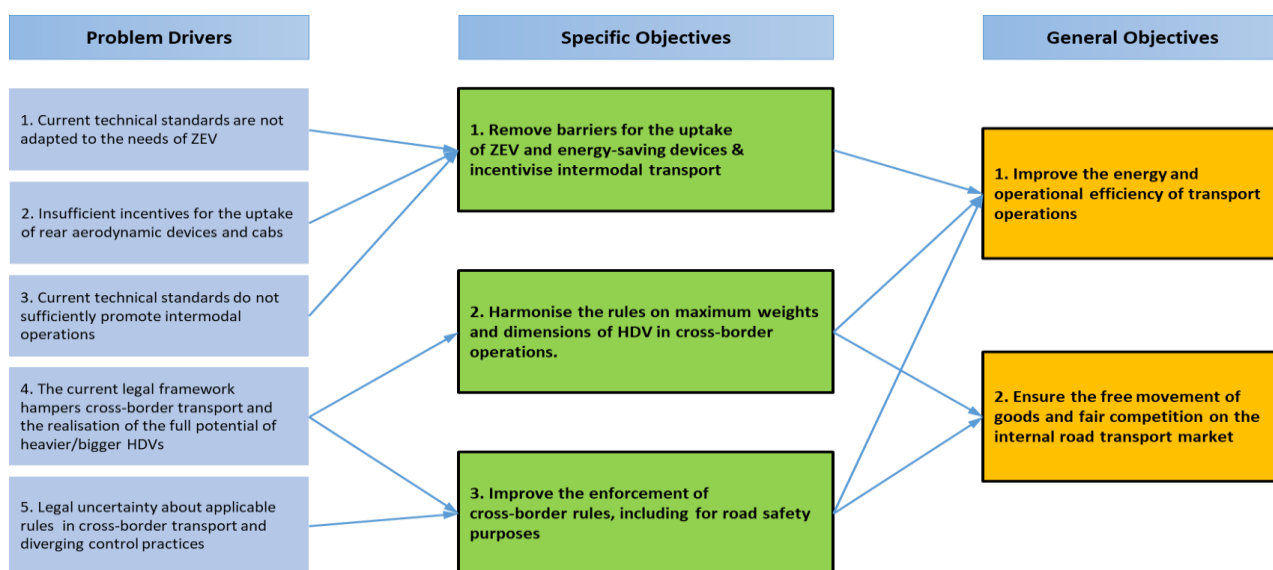 Problem Drivers
Specific Objectives
General Objectives
1. Current technical standards are not
adapted to the needs of ZEV
2. Insufficient incentives for the uptake
of rear aerodynamic devices and cabs
3. Current technical standards do not
sufficiently promote intermodal
operations
4. The current legal framework
hampers cross-border transport and
the realisation of the full potential of
heavier/bigger HDVs
5. Legal uncertainty about applicable
rules in cross-border transport and
diverging control practices
1. Remove barriers for the uptake
of ZEV and energy-saving devices &
incentivise intermodal transport
2. Harmonise the rules on maximum weights
and dimensions of HDV in cross-border
operations.
3. Improve the enforcement of
cross-border rules, including for road safety
purposes
1. Improve the energy and
operational efficiency of transport
operations
2. Ensure the free movement of
goods and fair competition on the
internal road transport market